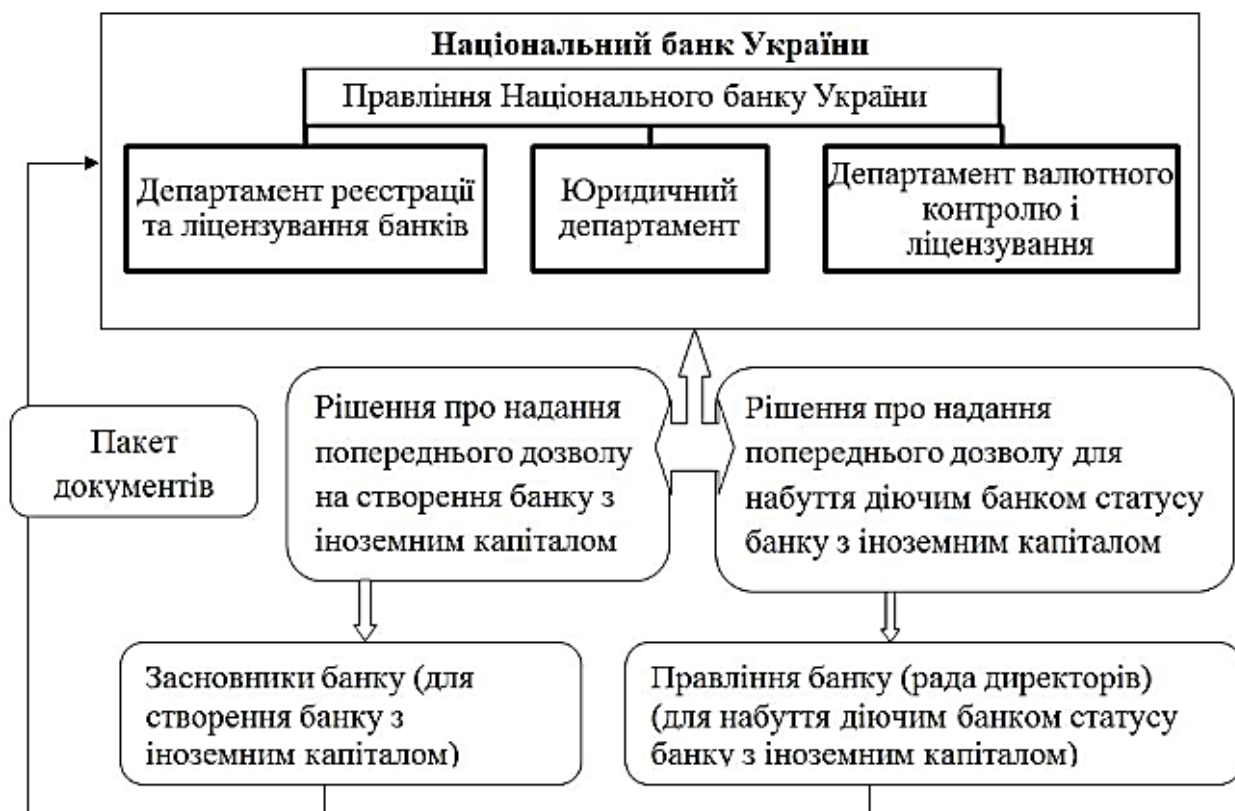 Національний банк України
Правління Національного банку України
Департамент реєстрації
та ліцензування банків
Юридичний
департамент
Департамент валютного
контролю і
ліцензування
Пакет
документів
Рішення про надання
попереднього дозволу
на створення банку з
іноземним капіталом
Рішення про надання
попереднього дозволу для
набуття діючим банком статусу
банку з іноземним капіталом
Засновники банку (для
створення банку з
іноземним капіталом)
Правління банку (рада директорів)
(для набуття діючим банком статусу
банку з іноземним капіталом)